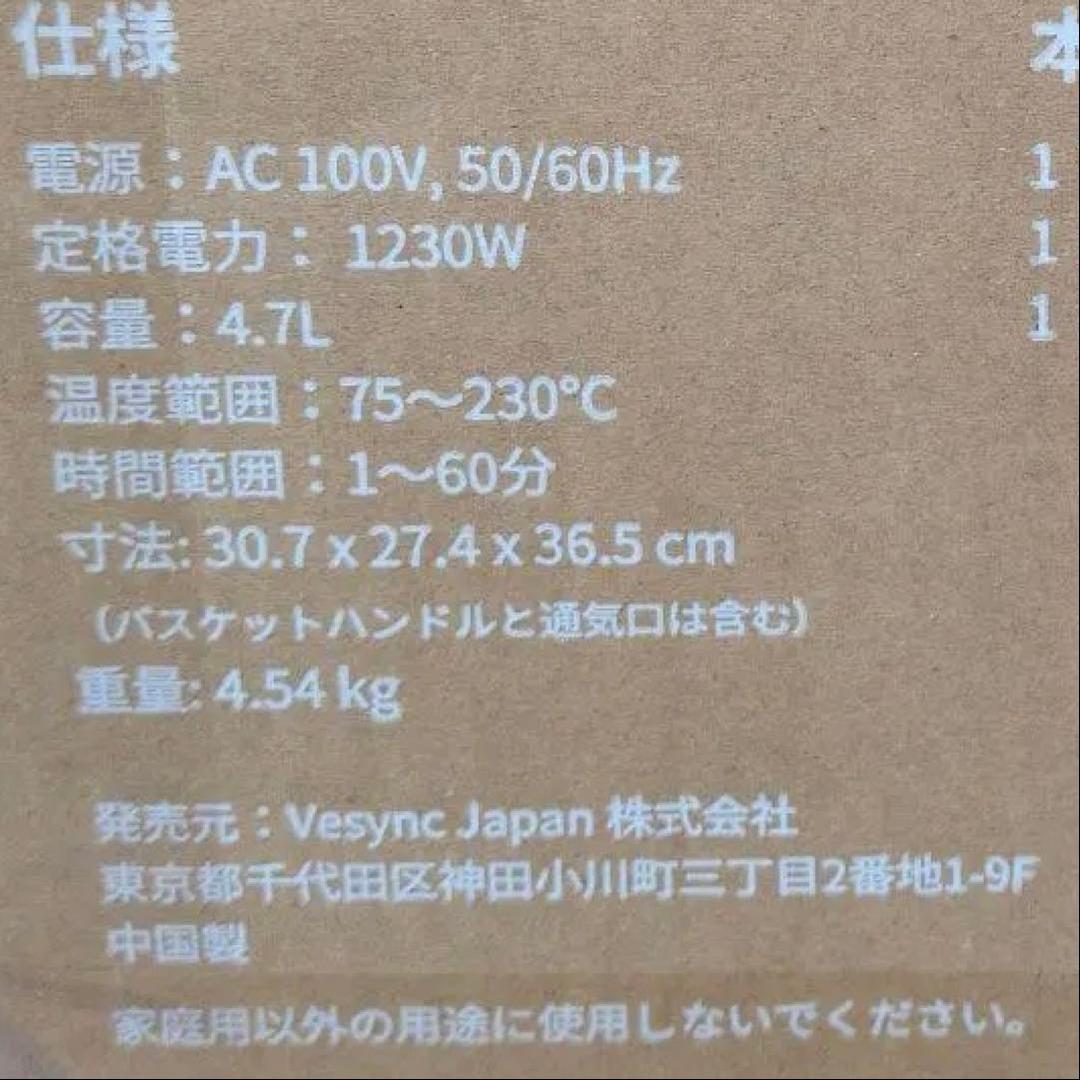 仕様
電源：AC 100V, 50/60Hz
定格電力： 1230W
容量：4.7L
温度範囲：75～230℃
時間範囲：1～60分
寸法: 30.7 x 27.4 x 36.5 cm
（バスケットハンドルと通気口は含む）
重量: 4.54 kg
発売元：Vesync Japan 株式会社
東京都千代田区神田小川町三丁目2番地1-9F
中国製
家庭用以外の用途に使用しないでください。
本
1
1
1